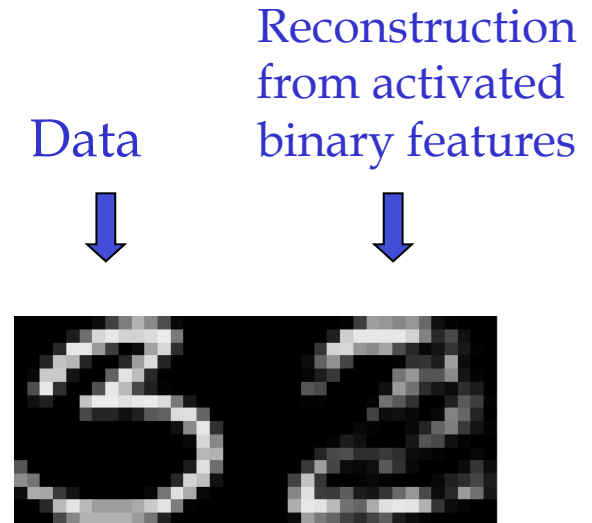 Data
Reconstruction
from activated
binary features